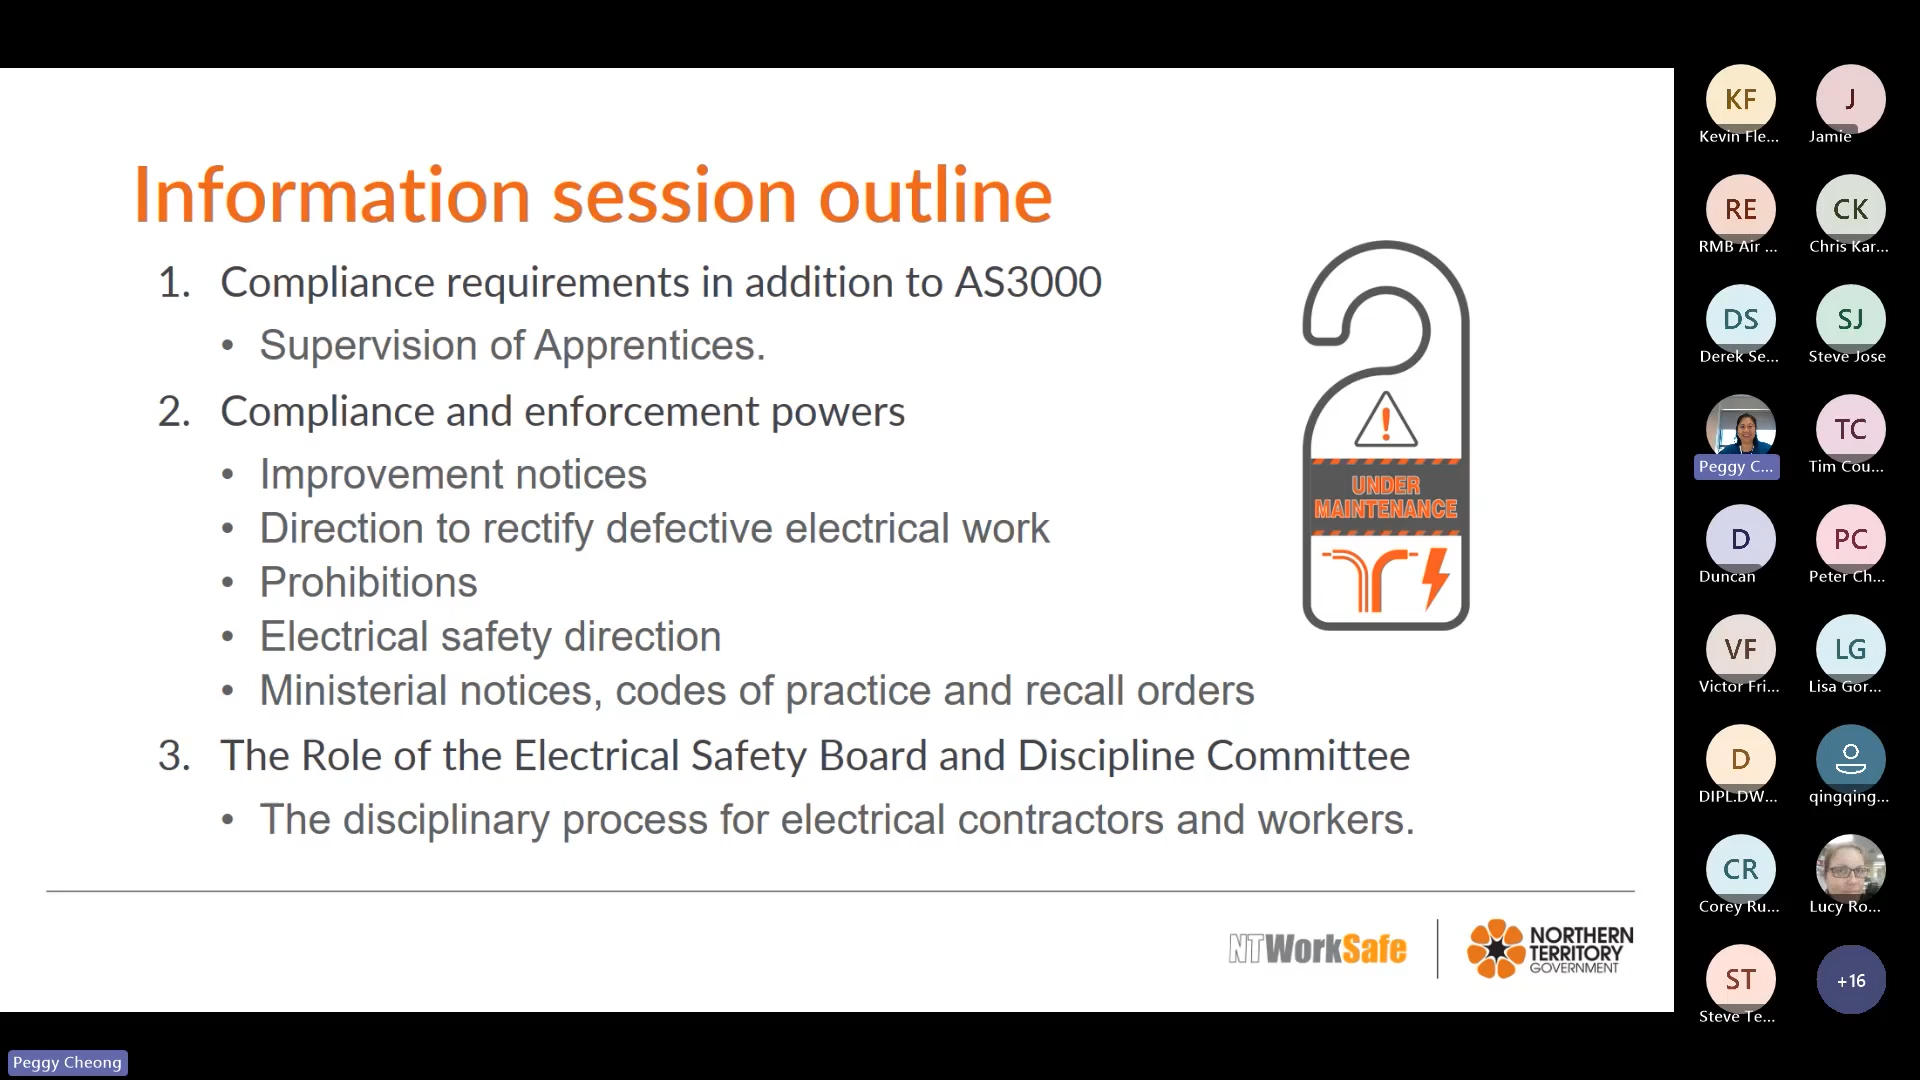 Information session outline
1. Compliance requirements in addition to AS3000
• Supervision of Apprentices.
2. Compliance and enforcement powers
• Improvement notices
• Direction to rectify defective electrical work
• Prohibitions
• Electrical safety direction
• Ministerial notices, codes of practice and recall orders
3. The Role of the Electrical Safety Board and Discipline Committee
• The disciplinary process for electrical contractors and workers.
UNDER
MAINTENANCE
NTWorkSafe
NORTHERN
TERRITORY
GOVERNMENT
KF
Kevin Fle...
J
Jamie
RE
RMB Air ...
CK
Chris Kar...
DS
Derek Se...
SJ
Steve Jose
Peggy C...
TC
Tim Cou...
D
Duncan
PC
Peter Ch...
VF
Victor Fri...
LG
Lisa Gor...
D
DIPL.DW...
qingqing...
CR
Corey Ru...
Lucy Ro...
ST
Steve Te...
+16
Peggy Cheong